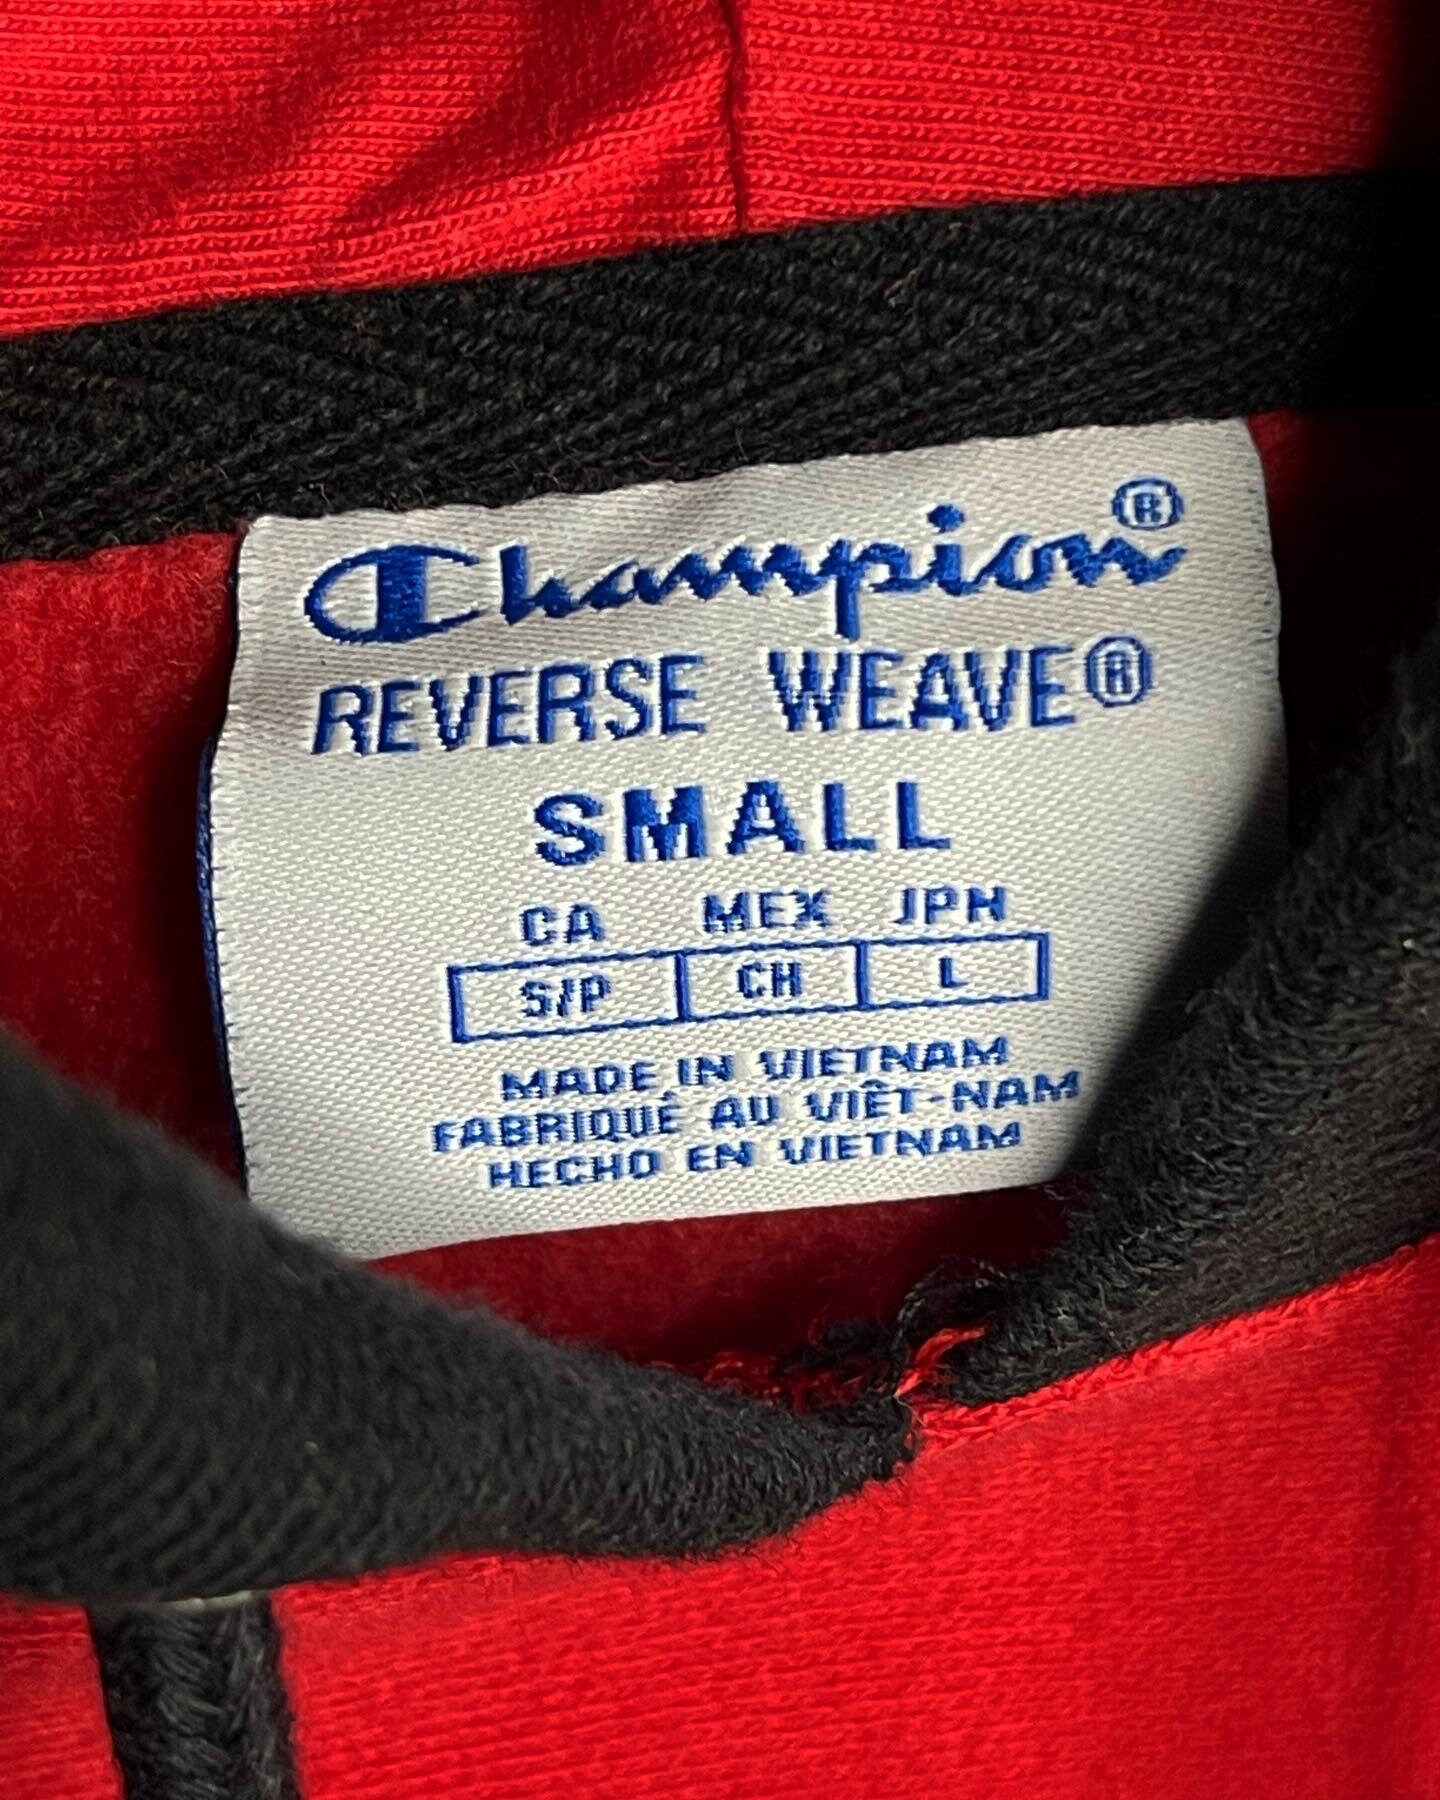 Champion®
REVERSE WEAVE®
SMALL
CA MEX JPN
S/P CH L
MADE IN VIETNAM
FABRIQUÉ AU VIÊT-NAM
HECHO EN VIETNAM